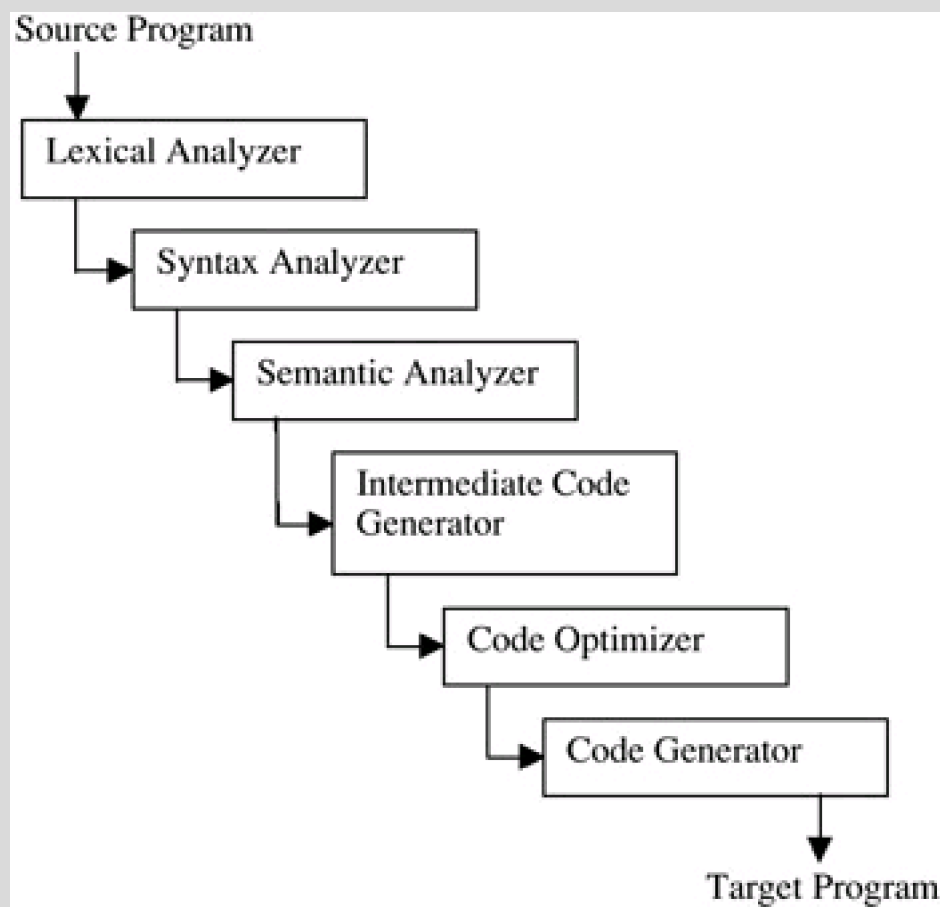 Source Program
Lexical Analyzer
Syntax Analyzer
Semantic Analyzer
Intermediate Code
Generator
Code Optimizer
Code Generator
Target Program